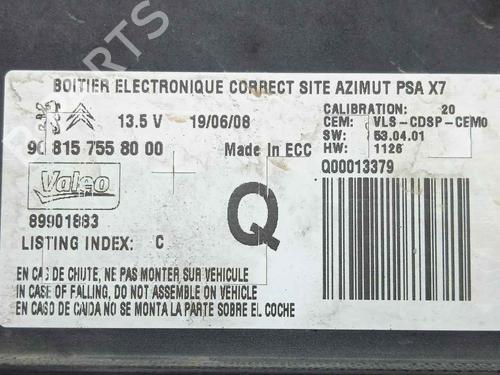 BOITIER ELECTRONIQUE CORRECT SITE AZIMUT PSA X7
13.5 V 19/06/08
CALIBRATION: 20
CEM: VLS-CDSP-CEM0
SW: 53.04.01
HW: 1126
96 815 755 80 00 Made in ECC
Q00013379
Valeo
89901883
Q
LISTING INDEX: C
EN CAS DE CHUTE, NE PAS MONTER SUR VEHICULE
IN CASE OF FALLING, DO NOT ASSEMBLE ON VEHICLE
EN CASO DE CAIDA NO SE MONTA LA PARTE SOBRE EL COCHE
B-PARTS